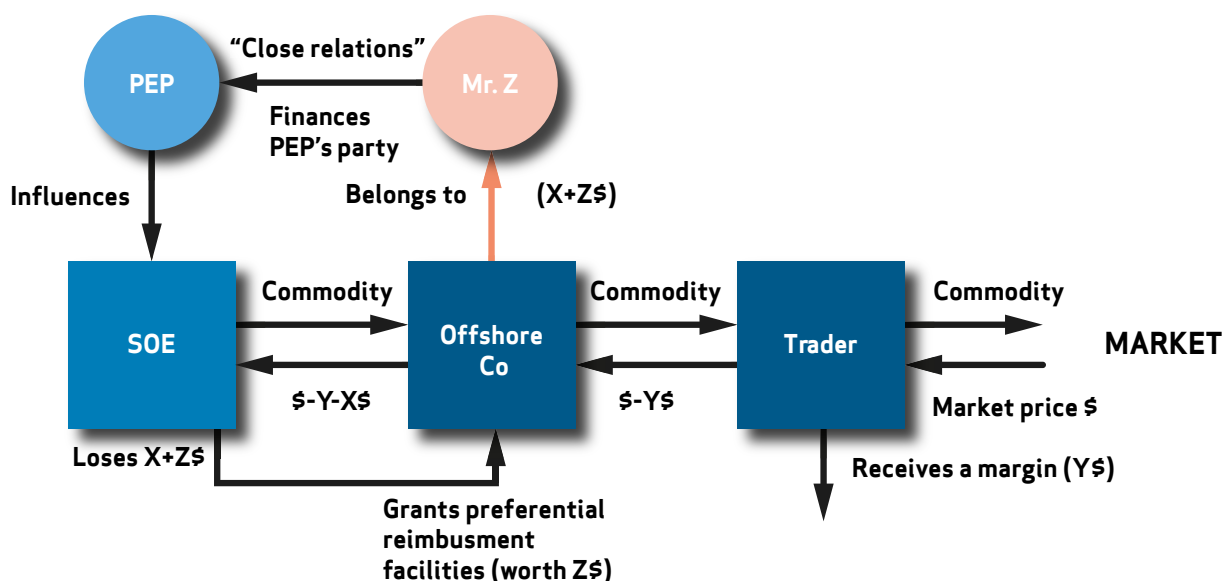 PEP
“Close relations”
Mr. Z
Finances
PEP’s party
Influences
Belongs to
(X+Z$)
SOE
Commodity
Offshore
Co
Commodity
Trader
Commodity
MARKET
$-Y-X$
$-Y$
Market price $
Loses X+Z$
Receives a margin (Y$)
Grants preferential
reimbusment
facilities (worth Z$)